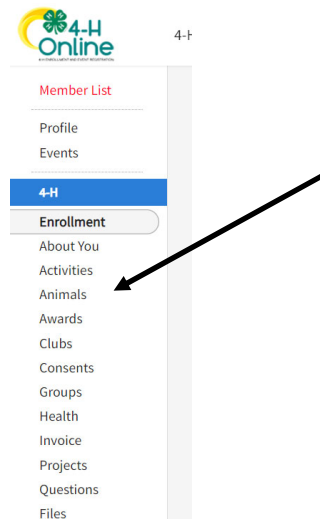 4-H
Online
4-H
Member List
Profile
Events
4-H
Enrollment
About You
Activities
Animals
Awards
Clubs
Consents
Groups
Health
Invoice
Projects
Questions
Files